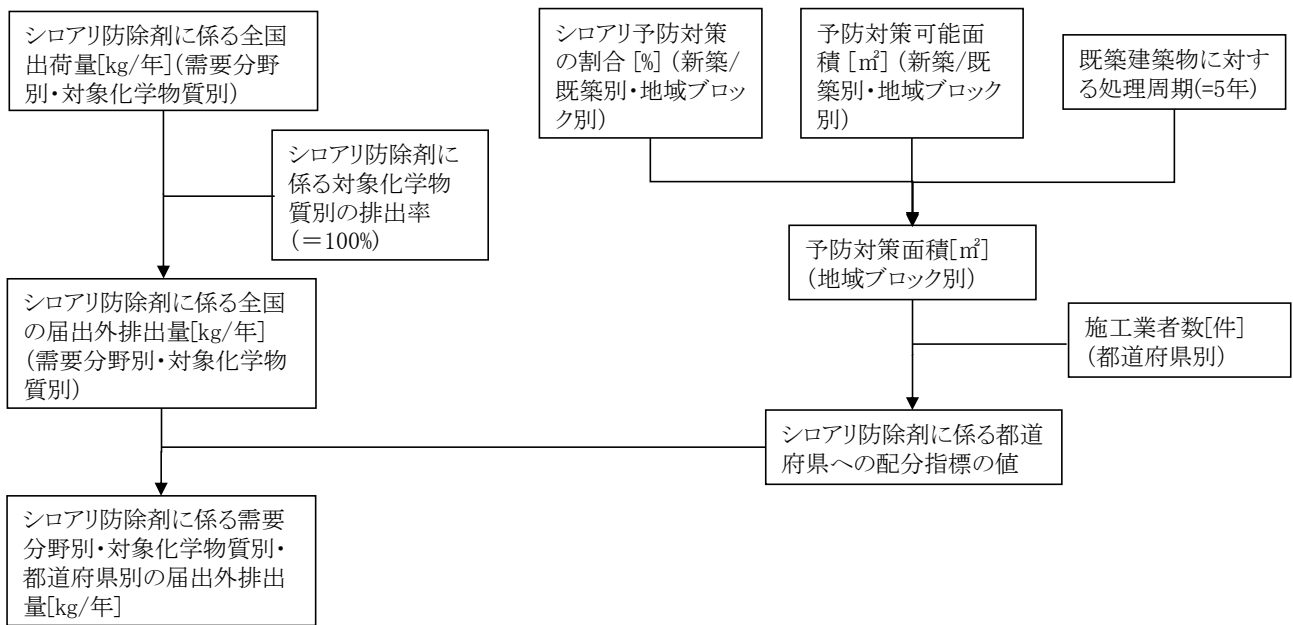 シロアリ防除剤に係る全国
出荷量[kg/年](需要分野
別・対象化学物質別)
シロアリ予防対策
の割合[%](新築/
既築別・地域ブロッ
ク別)
予防対策可能面
積[㎡](新築/既
築別・地域ブロック
別)
既築建築物に対す
る処理周期(=5年)
シロアリ防除剤に
係る対象化学物
質別の排出率
(=100%)
予防対策面積[㎡]
(地域ブロック別)
シロアリ防除剤に係る全国
の届出外排出量[kg/年]
(需要分野別・対象化学物
質別)
施工業者数[件]
(都道府県別)
シロアリ防除剤に係る都道
府県への配分指標の値
シロアリ防除剤に係る需要
分野別・対象化学物質別・
都道府県別の届出外排出
量[kg/年]